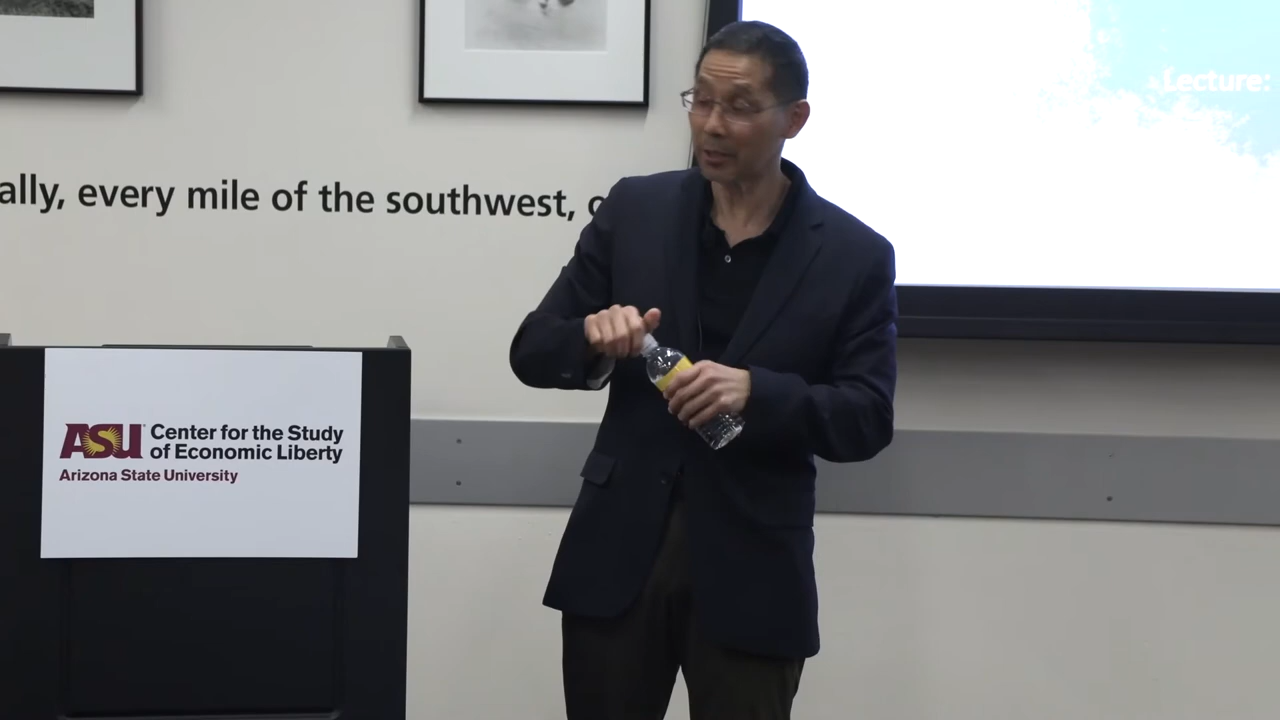 Lecture:
ally, every mile of the southwest,
ASU Center for the Study
of Economic Liberty
Arizona State University